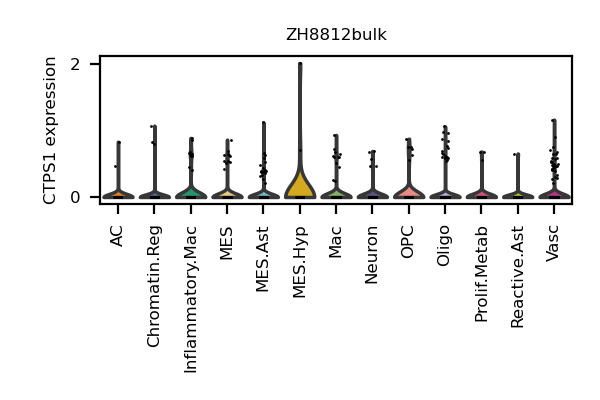 ZH8812bulk
CTPS1 expression
2
0
AC
Chromatin.Reg
Inflammatory.Mac
MES
MES.Ast
MES.Hyp
Mac
Neuron
OPC
Oligo
Prolif.Metab
Reactive.Ast
Vasc